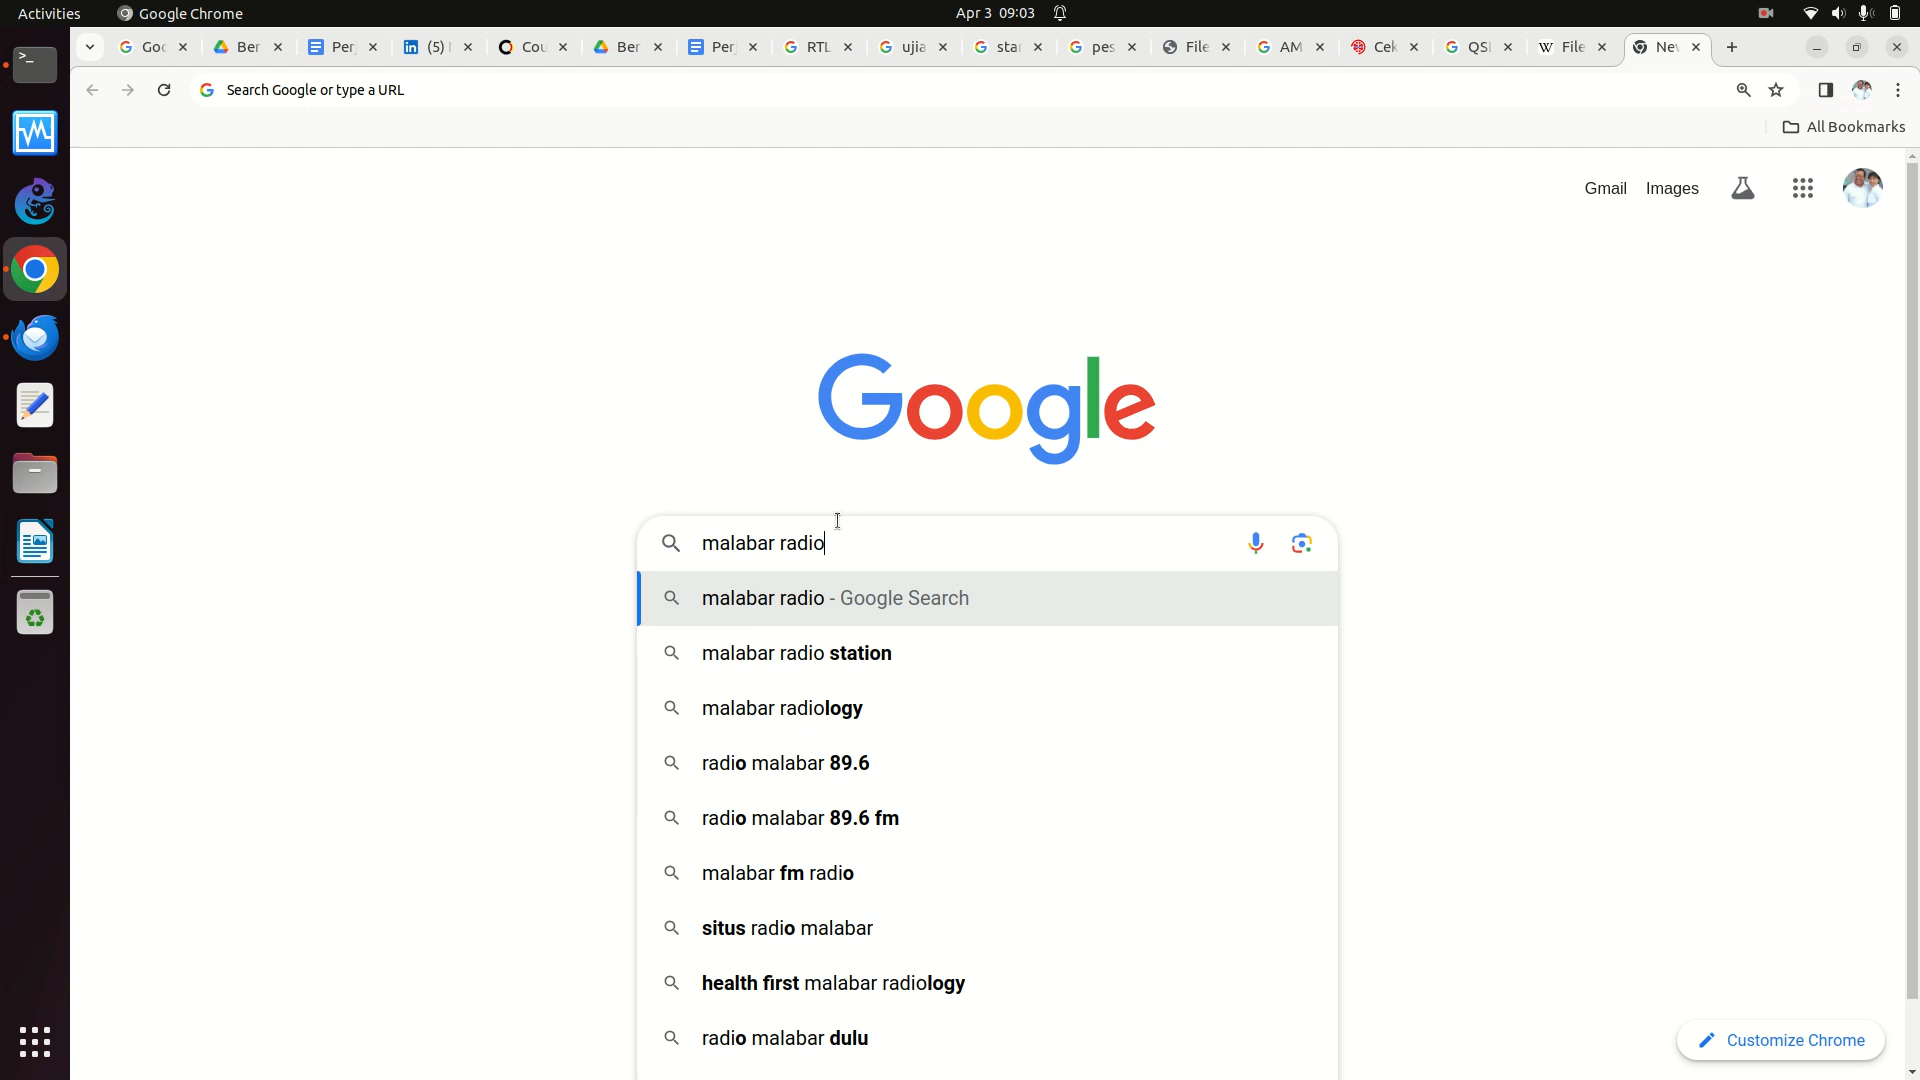 Activities Google Chrome Apr 3 09:03
Goo Ber Per (5) Cou Ber Per RTL ujia sta pes File AM Cek QSL File Nev
Search Google or type a URL
All Bookmarks
Gmail Images
Google
malabar radio
malabar radio - Google Search
malabar radio station
malabar radiology
radio malabar 89.6
radio malabar 89.6 fm
malabar fm radio
situs radio malabar
health first malabar radiology
radio malabar dulu
Customize Chrome